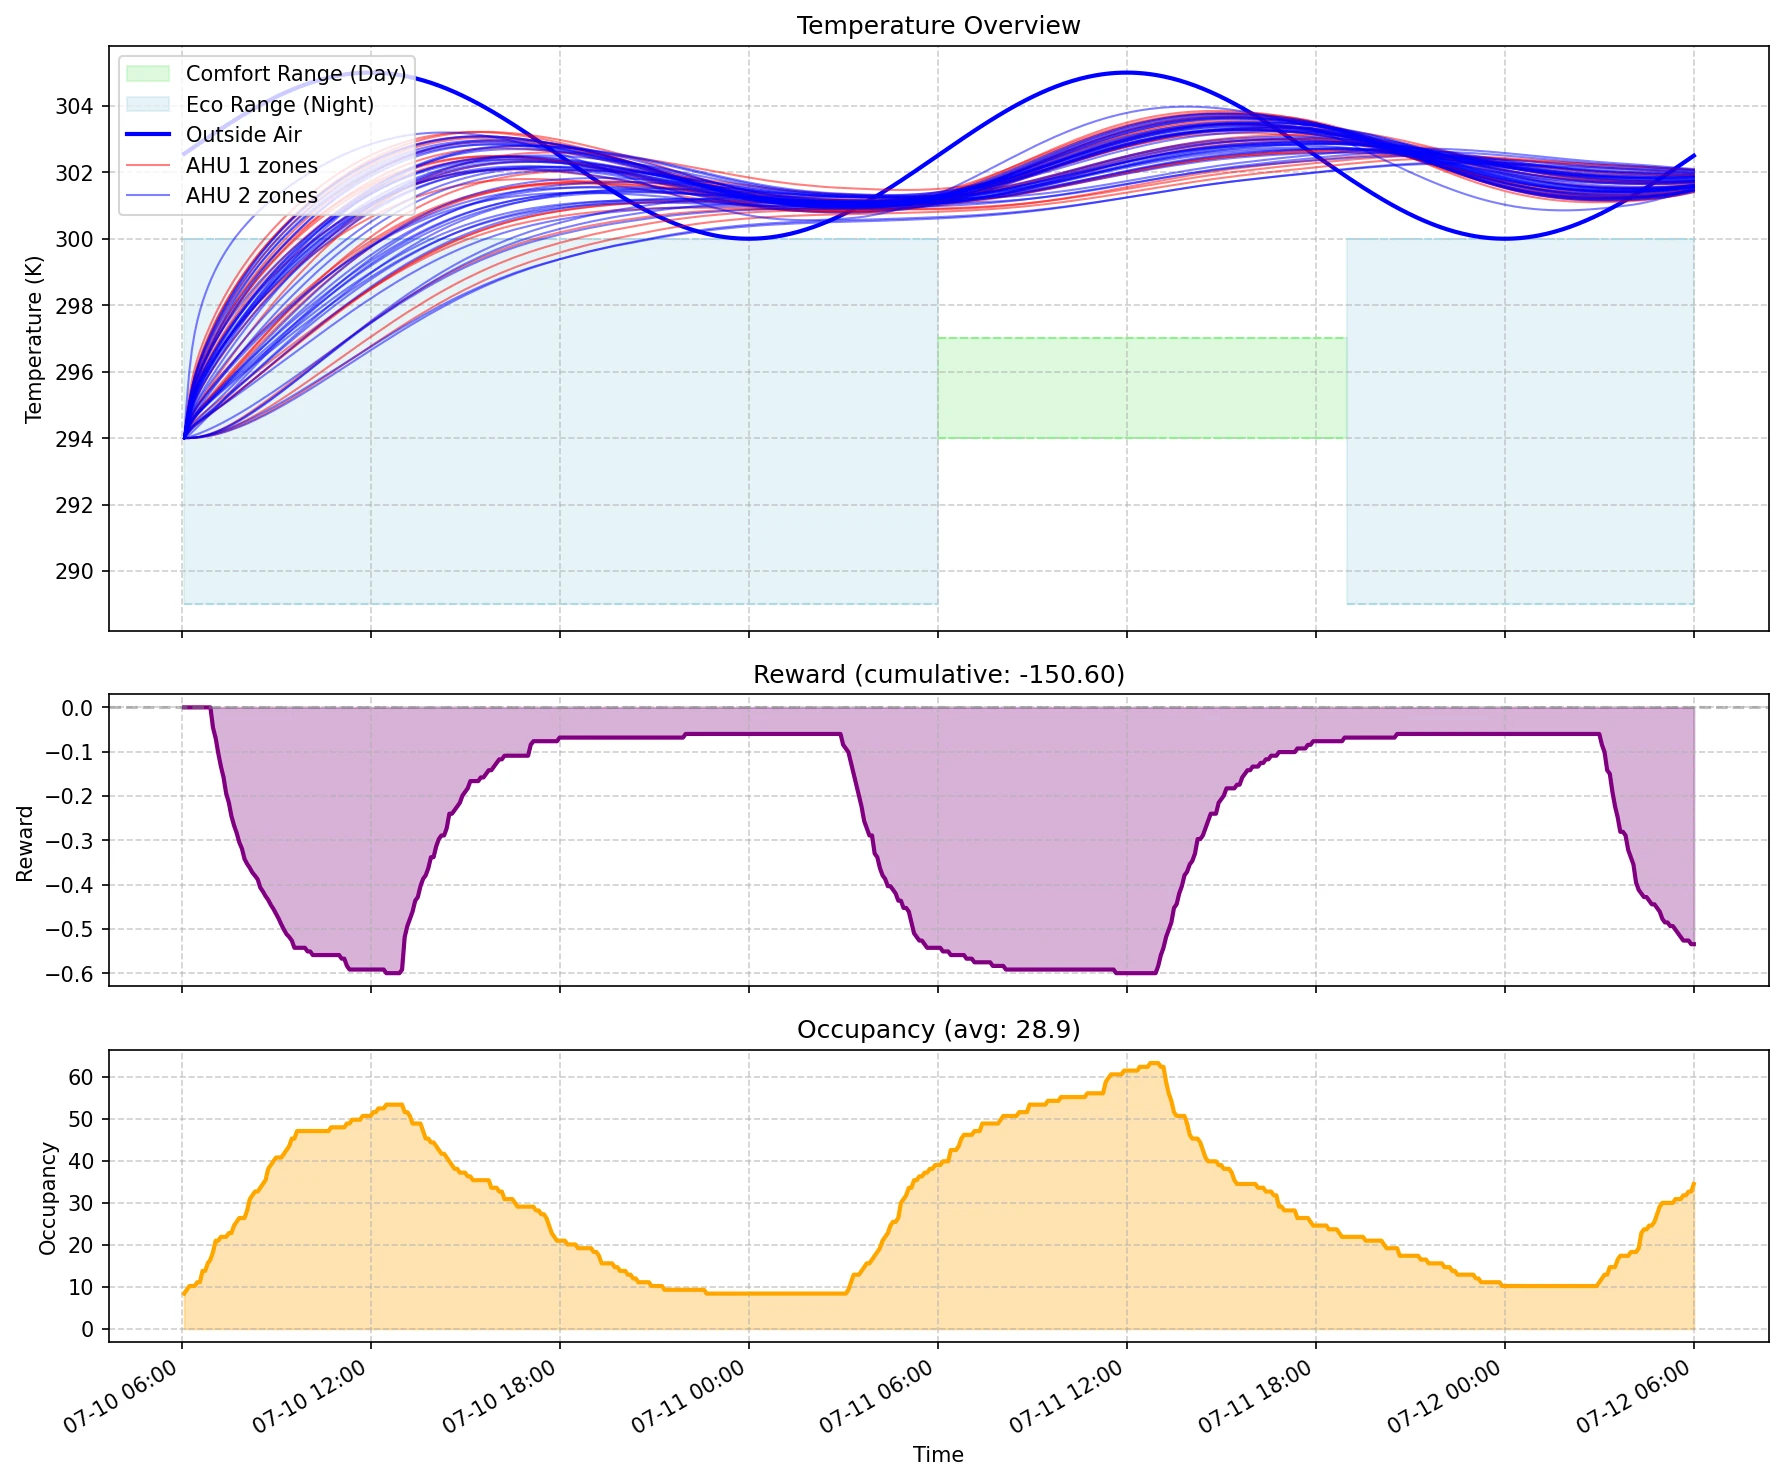 Temperature Overview
Comfort Range (Day)
Eco Range (Night)
Outside Air
AHU 1 zones
AHU 2 zones
Temperature (K)
304
302
300
298
296
294
292
290
Reward (cumulative: -150.60)
Reward
0.0
−0.1
−0.2
−0.3
−0.4
−0.5
−0.6
Occupancy (avg: 28.9)
Occupancy
60
50
40
30
20
10
0
07-10 06:00
07-10 12:00
07-10 18:00
07-11 00:00
07-11 06:00
07-11 12:00
07-11 18:00
07-12 00:00
07-12 06:00
Time